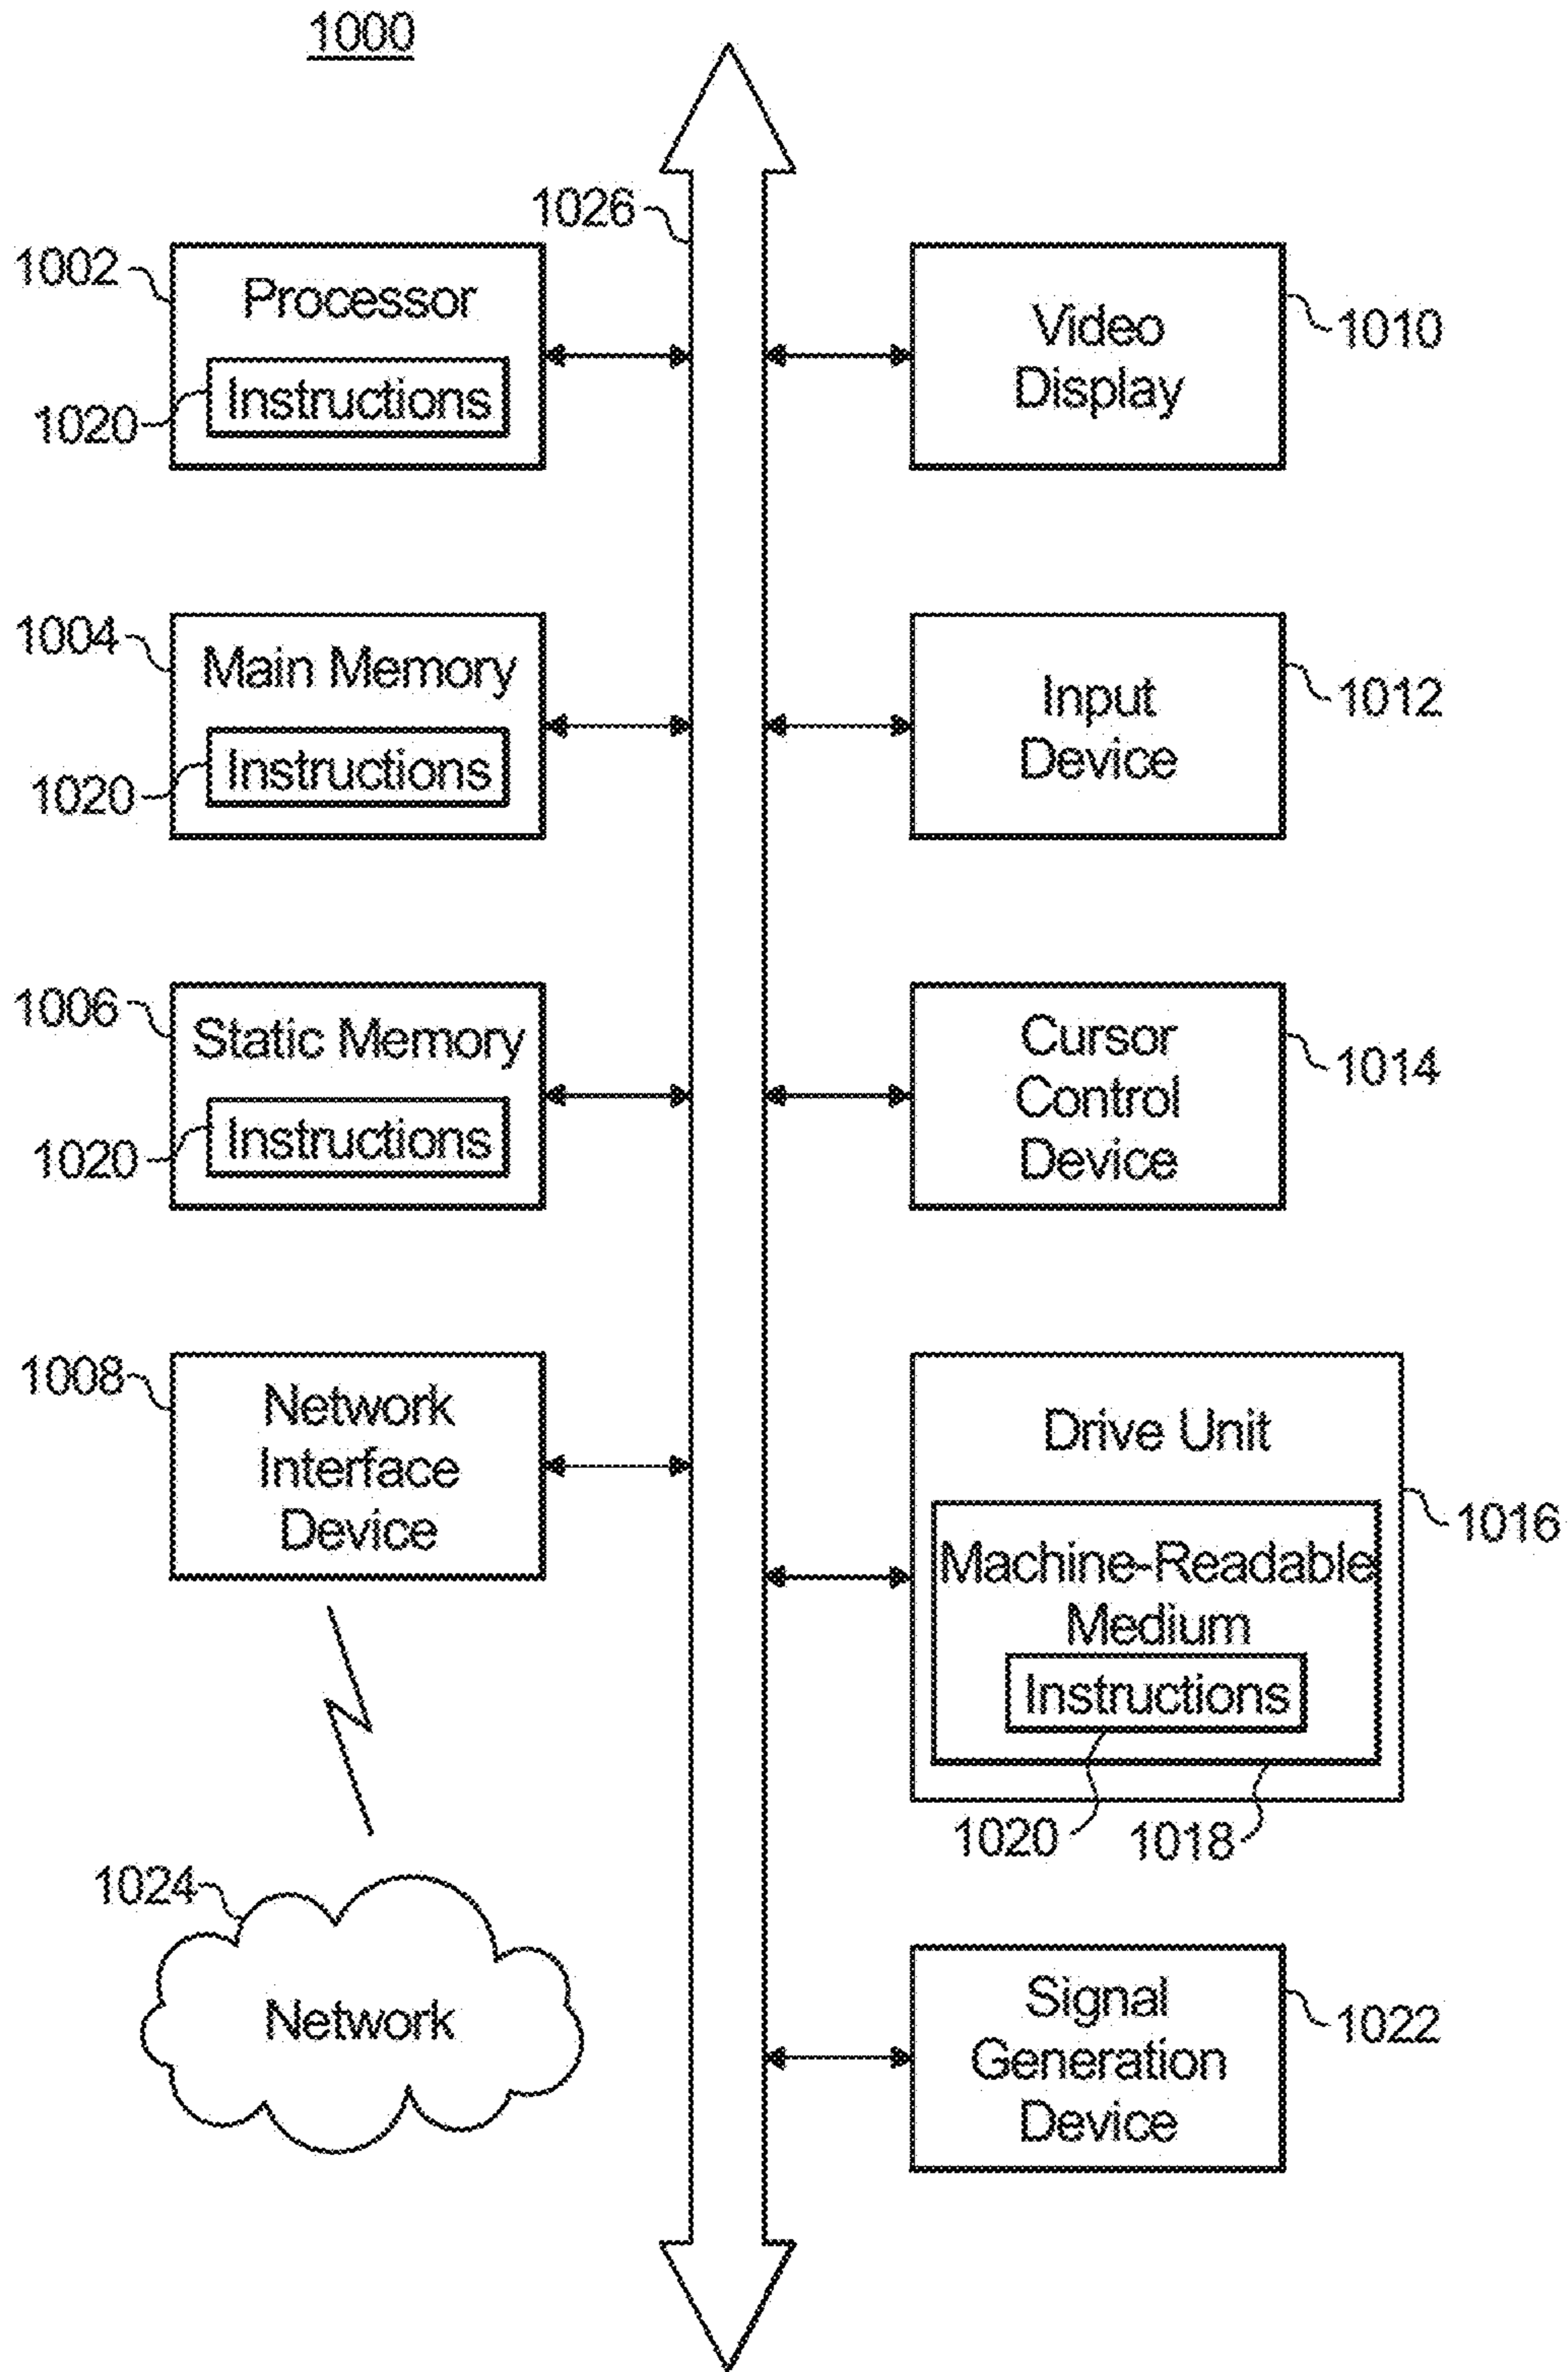 1000
1026
1002
Processor
Instructions
1020
1004
Main Memory
Instructions
1020
1006
Static Memory
Instructions
1020
1008
Network
Interface
Device
1024
Network
Video
Display
1010
Input
Device
1012
Cursor
Control
Device
1014
Drive Unit
1016
Machine-Readable
Medium
Instructions
1020
1018
Signal
Generation
Device
1022